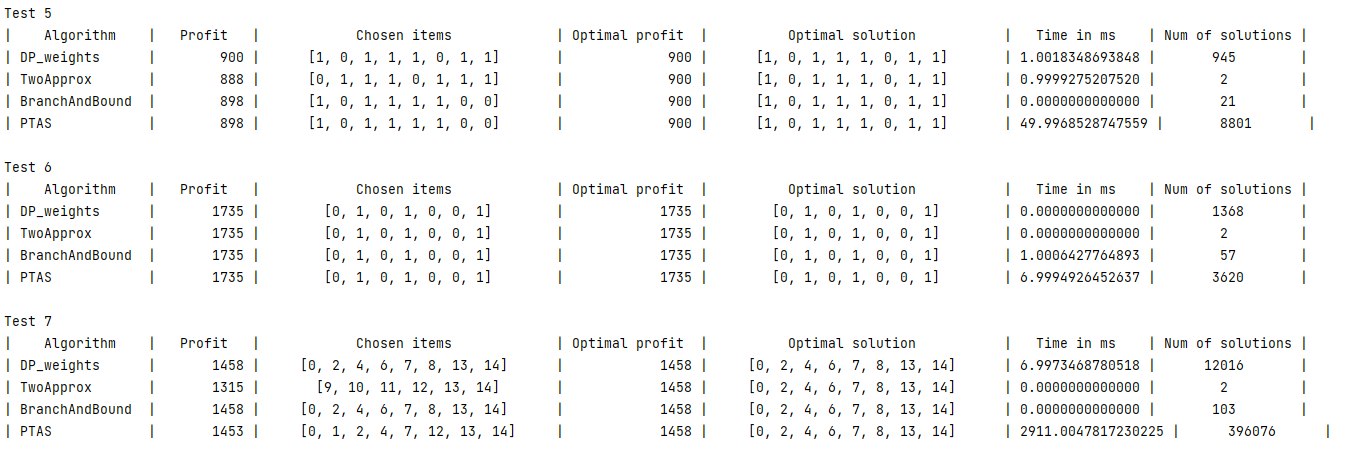 Test 5
| Algorithm | Profit | Chosen items | Optimal profit | Optimal solution | Time in ms | Num of solutions |
| DP_weights | 900 | [1, 0, 1, 1, 1, 0, 1, 1] | 900 | [1, 0, 1, 1, 1, 0, 1, 1] | 1.0018348693848 | 945 |
| TwoApprox | 888 | [0, 1, 1, 1, 0, 1, 1, 1] | 900 | [1, 0, 1, 1, 1, 0, 1, 1] | 0.9999275207520 | 2 |
| BranchAndBound | 898 | [1, 0, 1, 1, 1, 1, 0, 0] | 900 | [1, 0, 1, 1, 1, 0, 1, 1] | 0.0000000000000 | 21 |
| PTAS | 898 | [1, 0, 1, 1, 1, 1, 0, 0] | 900 | [1, 0, 1, 1, 1, 0, 1, 1] | 49.9968528747559 | 8801 |
Test 6
| Algorithm | Profit | Chosen items | Optimal profit | Optimal solution | Time in ms | Num of solutions |
| DP_weights | 1735 | [0, 1, 0, 1, 0, 0, 1] | 1735 | [0, 1, 0, 1, 0, 0, 1] | 0.0000000000000 | 1368 |
| TwoApprox | 1735 | [0, 1, 0, 1, 0, 0, 1] | 1735 | [0, 1, 0, 1, 0, 0, 1] | 0.0000000000000 | 2 |
| BranchAndBound | 1735 | [0, 1, 0, 1, 0, 0, 1] | 1735 | [0, 1, 0, 1, 0, 0, 1] | 1.0006427764893 | 57 |
| PTAS | 1735 | [0, 1, 0, 1, 0, 0, 1] | 1735 | [0, 1, 0, 1, 0, 0, 1] | 6.9994926452637 | 3620 |
Test 7
| Algorithm | Profit | Chosen items | Optimal profit | Optimal solution | Time in ms | Num of solutions |
| DP_weights | 1458 | [0, 2, 4, 6, 7, 8, 13, 14] | 1458 | [0, 2, 4, 6, 7, 8, 13, 14] | 6.9973468780518 | 12016 |
| TwoApprox | 1315 | [9, 10, 11, 12, 13, 14] | 1458 | [0, 2, 4, 6, 7, 8, 13, 14] | 0.0000000000000 | 2 |
| BranchAndBound | 1458 | [0, 2, 4, 6, 7, 8, 13, 14] | 1458 | [0, 2, 4, 6, 7, 8, 13, 14] | 0.0000000000000 | 103 |
| PTAS | 1453 | [0, 1, 2, 4, 7, 12, 13, 14] | 1458 | [0, 2, 4, 6, 7, 8, 13, 14] | 2911.0047817230225 | 396076 |